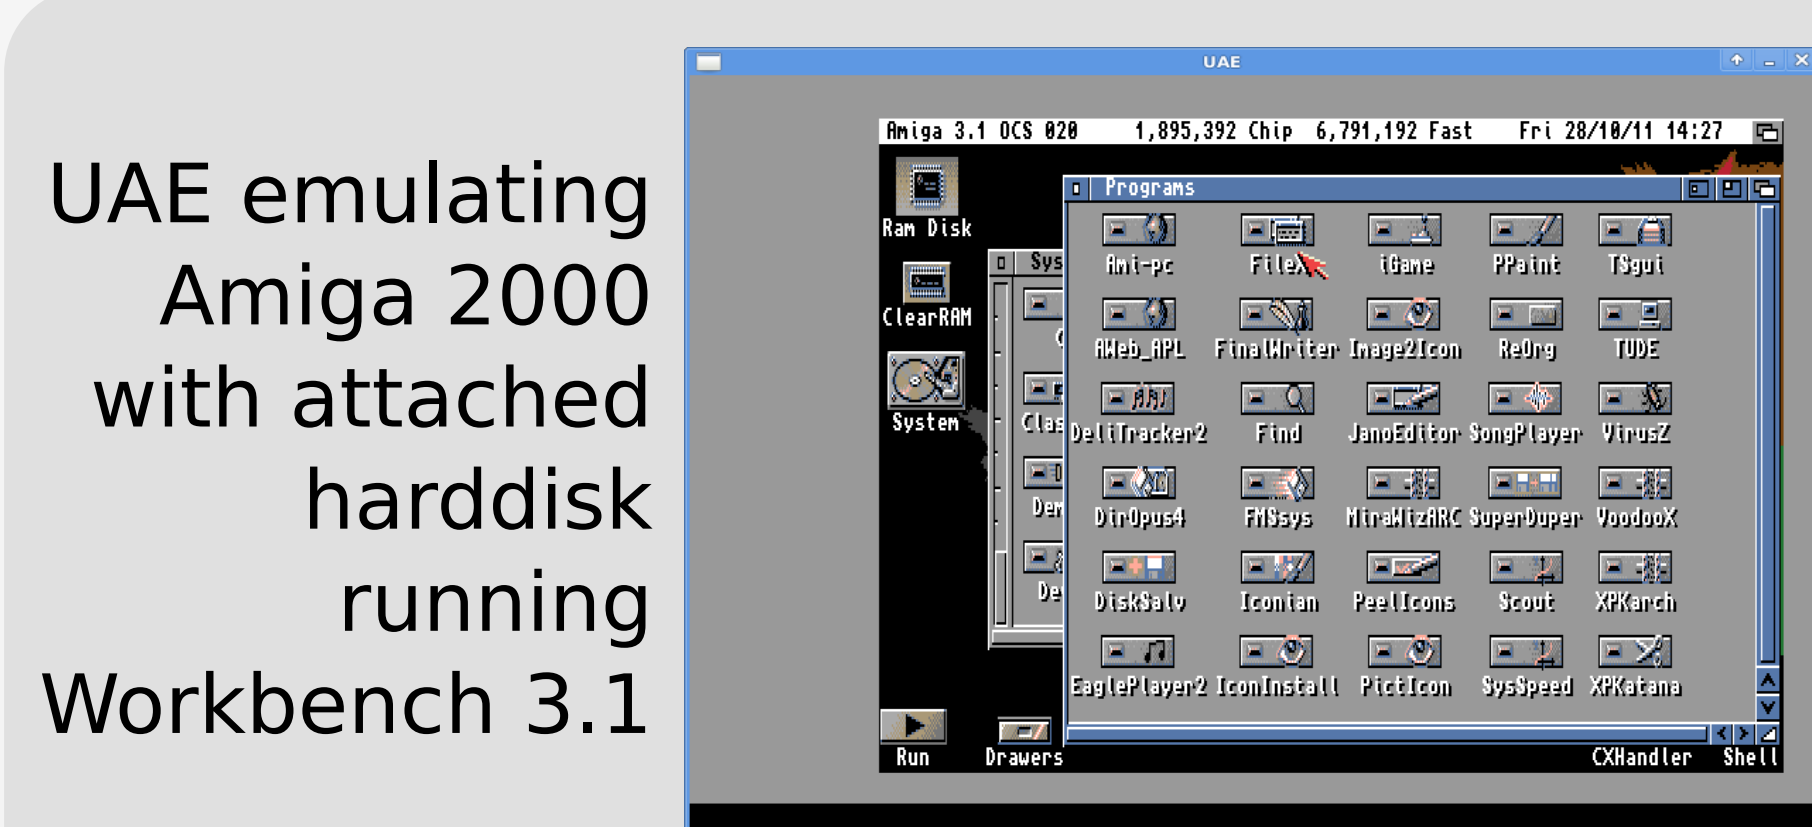 UAE emulating
Amiga 2000
with attached
harddisk
running
Workbench 3.1
UAE
Amiga 3.1 OCS 020 1,895,392 Chip 6,791,192 Fast Fri 28/10/11 14:27
Ram Disk
ClearRAM
System
Sys
Clas
Programs
Ami-pc FileX iGame PPaint TSgui
AWeb_APL FinalWriter Image2Icon ReOrg TUDE
DeliTracker2 Find JanoEditor SongPlayer VirusZ
DirOpus4 FMSsys MiraWizARC SuperDuper VoodooX
DiskSalv Iconian PeelIcons Scout XPKarch
EaglePlayer2 IconInstall PictIcon SysSpeed XPKatana
Run Drawers CXHandler Shell